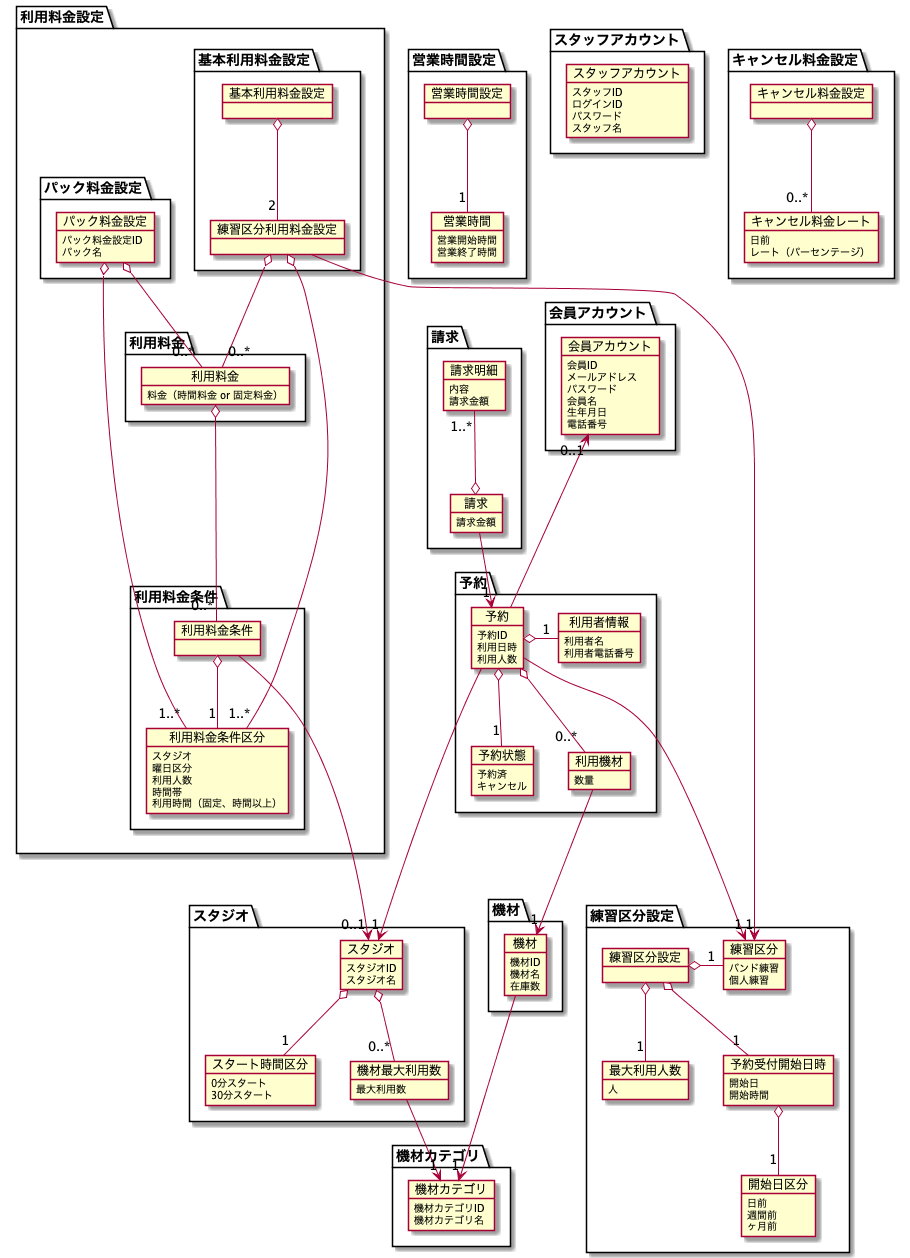 利用料金設定
基本利用料金設定
基本利用料金設定
2
練習区分利用料金設定
パック料金設定
パック料金設定
パック料金設定ID
パック名
利用料金
0..*
0..*
利用料金
料金（時間料金 or 固定料金）
利用料金条件
0..*
利用料金条件
1..*
1
1..*
利用料金条件区分
スタジオ
曜日区分
利用人数
時間帯
利用時間（固定、時間以上）
営業時間設定
営業時間設定
1
営業時間
営業開始時間
営業終了時間
スタッフアカウント
スタッフアカウント
スタッフID
ログインID
パスワード
スタッフ名
キャンセル料金設定
キャンセル料金設定
0..*
キャンセル料金レート
日前
レート（パーセンテージ）
請求
請求明細
内容
請求金額
1..*
請求
請求金額
会員アカウント
会員アカウント
会員ID
メールアドレス
パスワード
会員名
生年月日
電話番号
0..1
予約
1
予約
予約ID
利用日時
利用人数
1
利用者情報
利用者名
利用者電話番号
1
予約状態
予約済
キャンセル
0..*
利用機材
数量
スタジオ
0..1
1
スタジオ
スタジオID
スタジオ名
1
スタート時間区分
0分スタート
30分スタート
0..*
機材最大利用数
最大利用数
機材
1
機材
機材ID
機材名
在庫数
機材カテゴリ
1
1
機材カテゴリ
機材カテゴリID
機材カテゴリ名
練習区分設定
1
1
練習区分設定
1
練習区分
バンド練習
個人練習
1
最大利用人数
人
1
予約受付開始日時
開始日
開始時間
1
開始日区分
日前
週間前
ヶ月前